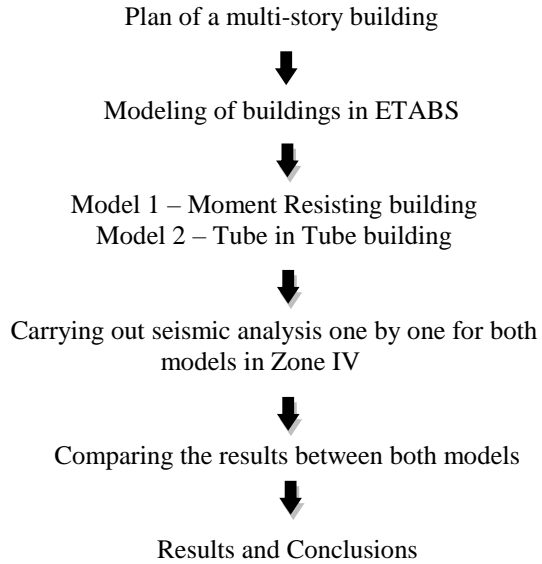 Plan of a multi-story building
Modeling of buildings in ETABS
Model 1 – Moment Resisting building
Model 2 – Tube in Tube building
Carrying out seismic analysis one by one for both
models in Zone IV
Comparing the results between both models
Results and Conclusions